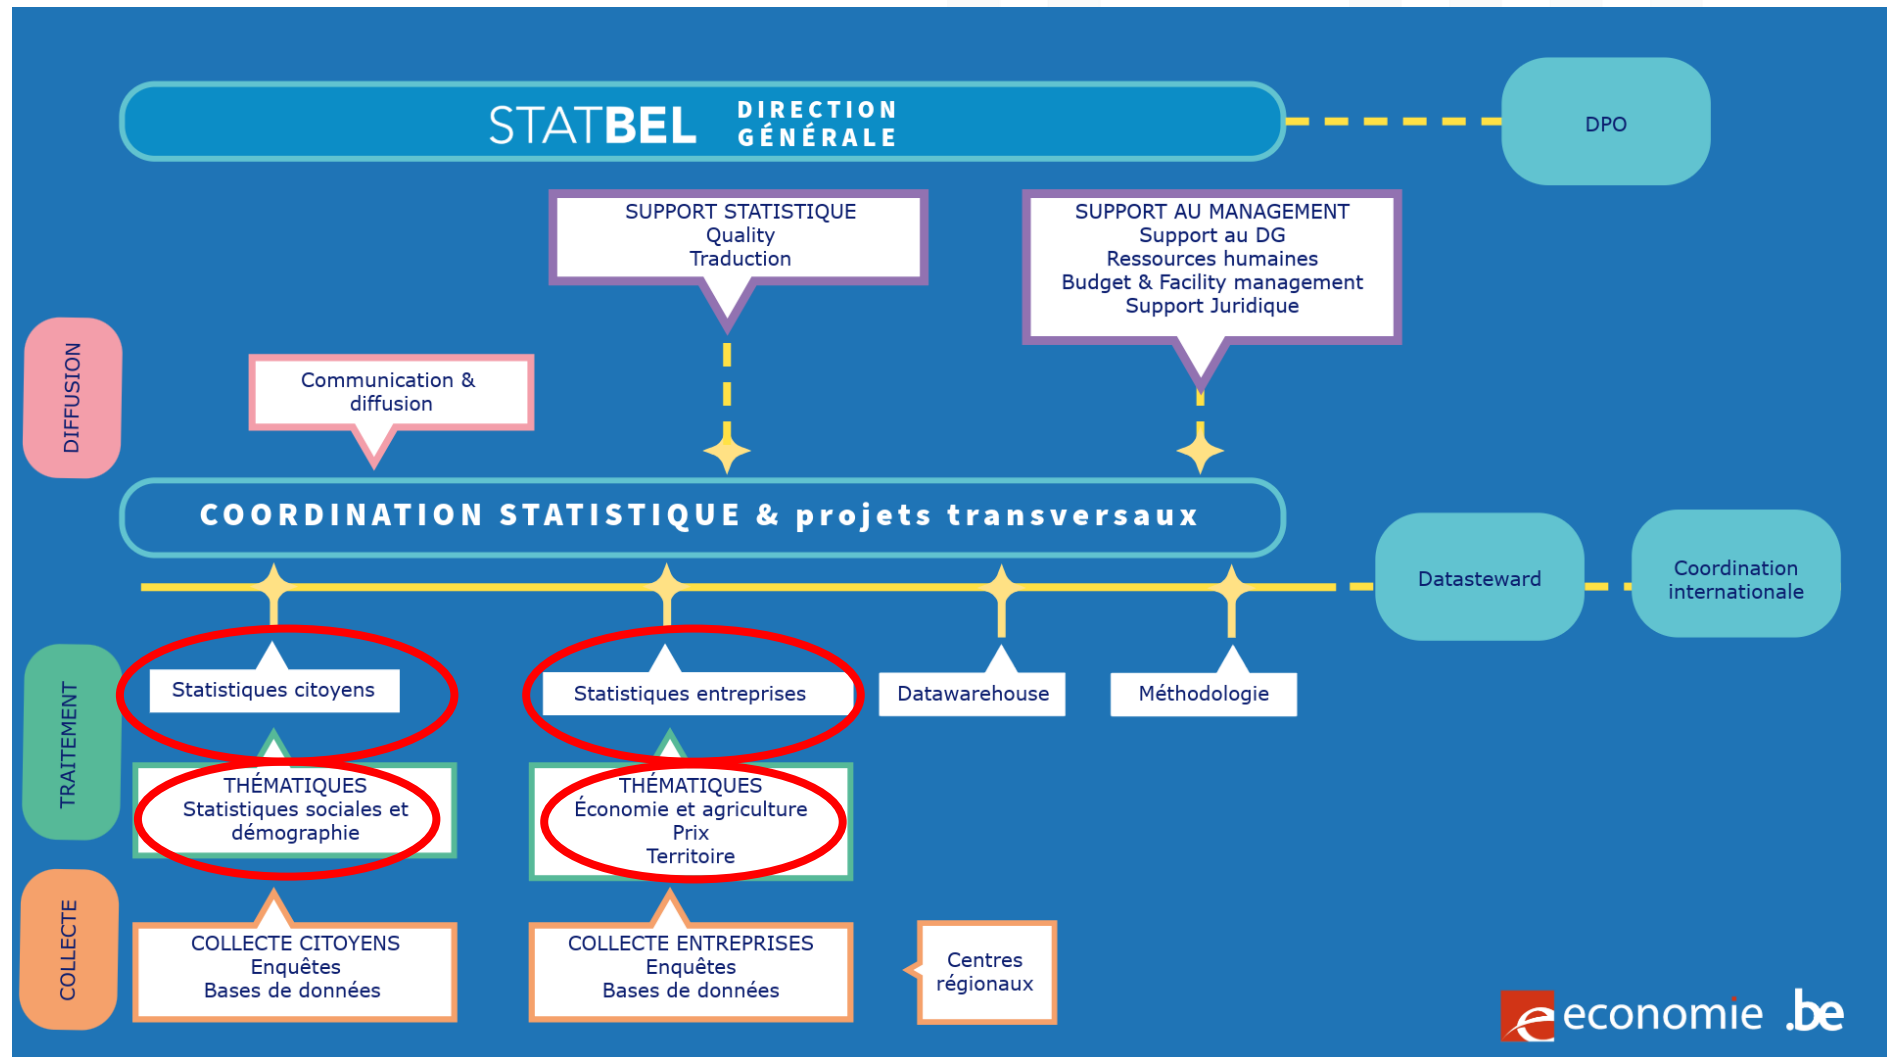 STATBEL
DIRECTION
GÉNÉRALE
DPO
SUPPORT STATISTIQUE
Quality
Traduction
SUPPORT AU MANAGEMENT
Support au DG
Ressources humaines
Budget & Facility management
Support Juridique
DIFFUSION
Communication &
diffusion
COORDINATION STATISTIQUE & projets transversaux
Datasteward
Coordination
internationale
TRAITEMENT
Statistiques citoyens
Statistiques entreprises
Datawarehouse
Méthodologie
THÉMATIQUES
Statistiques sociales et
démographie
THÉMATIQUES
Économie et agriculture
Prix
Territoire
COLLECTE
COLLECTE CITOYENS
Enquêtes
Bases de données
COLLECTE ENTREPRISES
Enquêtes
Bases de données
Centres
régionaux
e economie .be